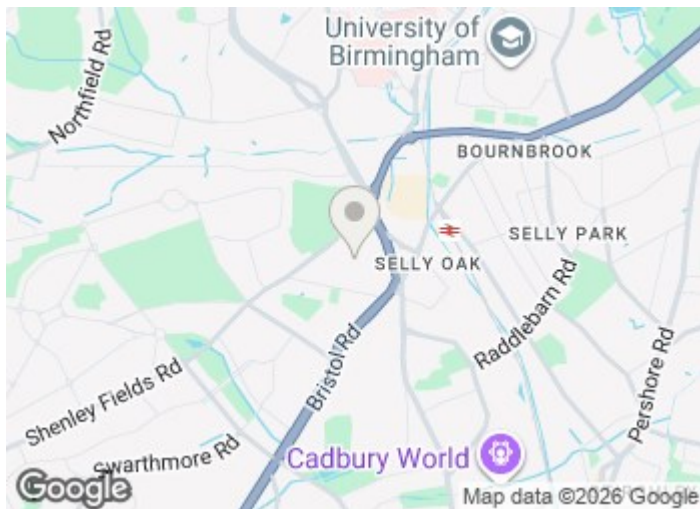 University of
Birmingham
Northfield Rd
BOURNBROOK
SELLY PARK
SELLY OAK
Raddlebarn Rd
Bristol Rd
Pershore Rd
Shenley Fields Rd
Swarthmore Rd
Cadbury World
Google
Map data ©2026 Google